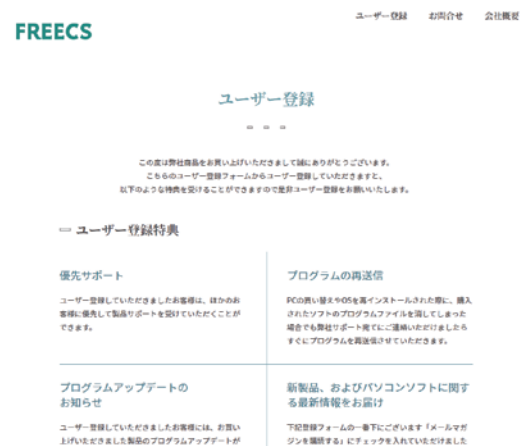 ユーザー登録 お問合せ 会社概要
FREECS
ユーザー登録
この度は弊社商品をお買い上げいただきまして誠にありがとうございます。
こちらのユーザー登録フォームからユーザー登録していただきますと、
以下のような特典を受けることができますので是非ユーザー登録をお願いいたします。
ユーザー登録特典
優先サポート
ユーザー登録していただきましたお客様は、ほかのお
客様に優先して製品サポートを受けていただくことが
できます。
プログラムの再送信
PCの買い替えやOSを再インストールされた際に、購入
されたソフトのプログラムファイルを消してしまった
場合でも弊社サポート宛てにご連絡いただけましたら
すぐにプログラムを再送信させていただきます。
プログラムアップデートの
お知らせ
ユーザー登録していただきましたお客様には、お買い
上げいただきました製品のプログラムアップデートが
新製品、およびパソコンソフトに関す
る最新情報をお届け
下記登録フォームの一番下にございます「メールマガ
ジンを購読する」にチェックを入れていただけました